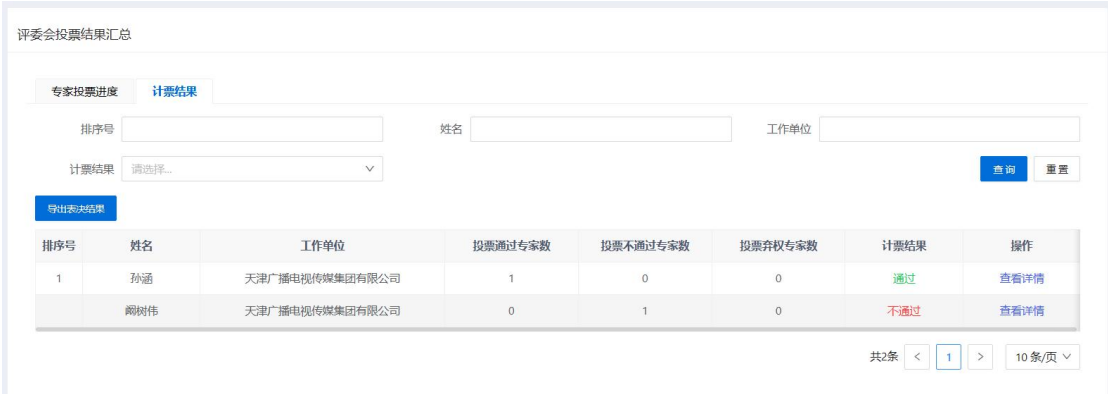 评委会投票结果汇总
专家投票进度 计票结果
排序号 姓名 工作单位
计票结果 请选择... 查询 重置
导出表决结果
排序号 姓名 工作单位 投票通过专家数 投票不通过专家数 投票弃权专家数 计票结果 操作
1 孙涵 天津广播电视传媒集团有限公司 1 0 0 通过 查看详情
阚树伟 天津广播电视传媒集团有限公司 0 1 0 不通过 查看详情
共2条 < 1 > 10 条/页